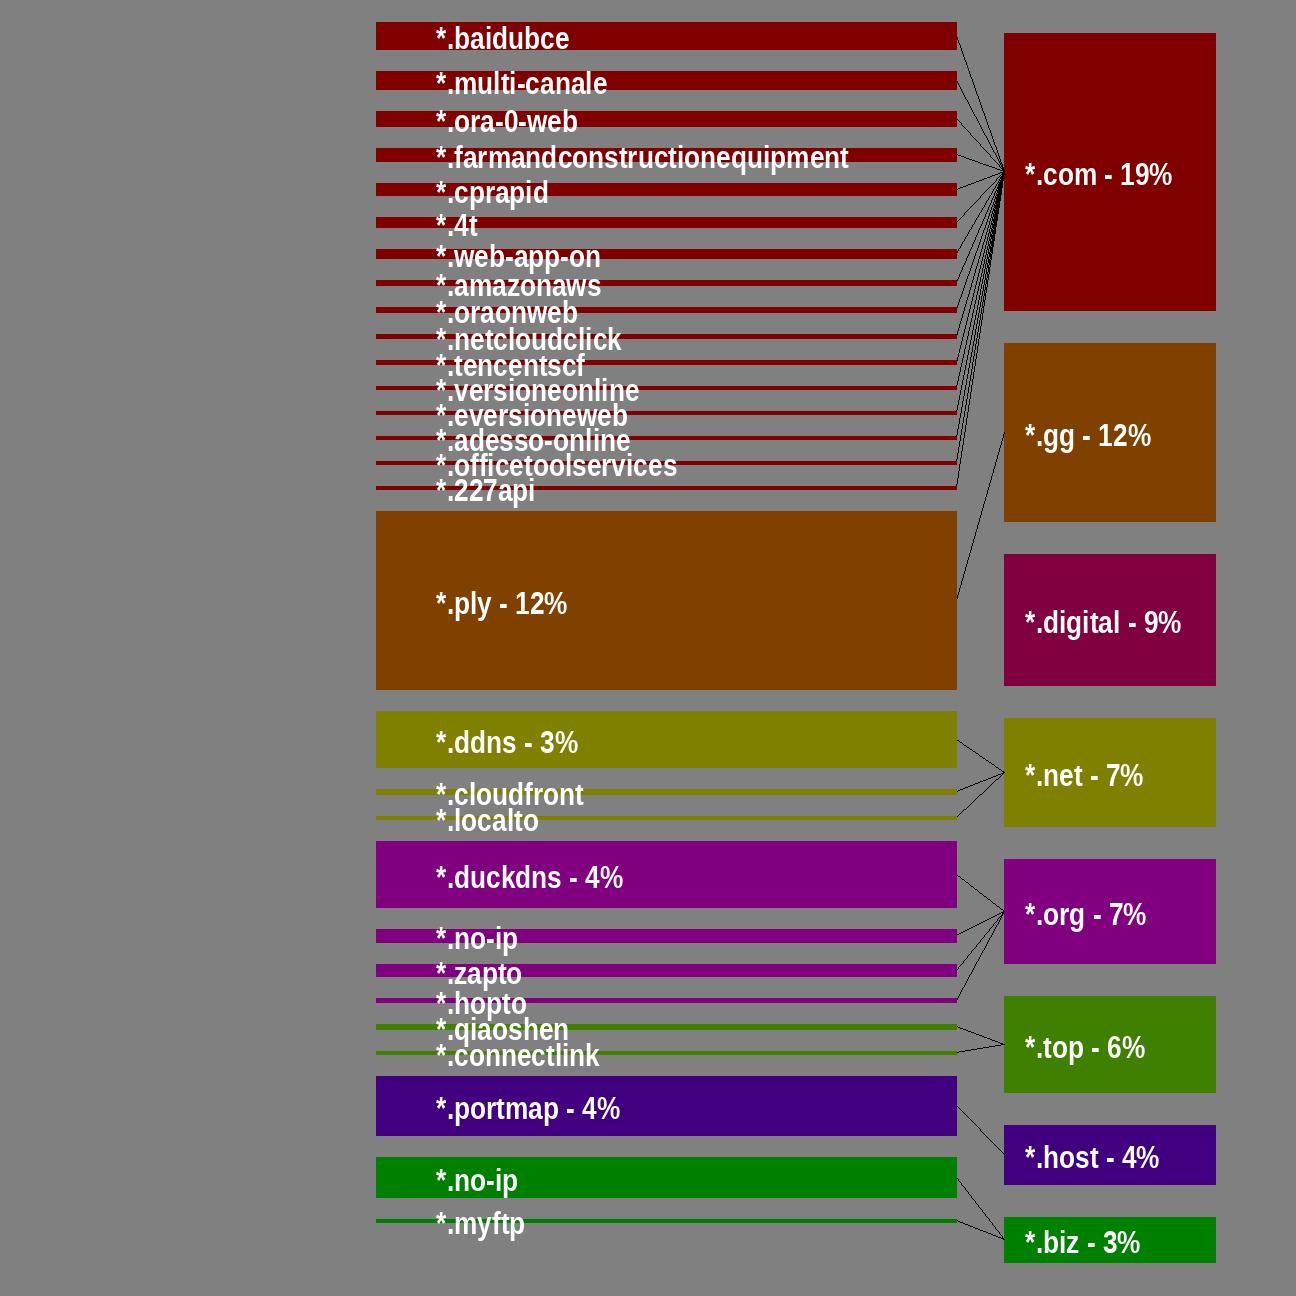 *.baidubce
*.multi-canale
*.ora-0-web
*.farmandconstructionequipment
*.cprapid
*.4t
*.web-app-on
*.amazonaws
*.oraonweb
*.netcloudclick
*.tencentscf
*.versioneonline
*.eversioneweb
*.adesso-online
*.officetoolservices
*.227api
*.ply - 12%
*.ddns - 3%
*.cloudfront
*.localto
*.duckdns - 4%
*.no-ip
*.zapto
*.hopto
*.qiaoshen
*.connectlink
*.portmap - 4%
*.no-ip
*.myftp
*.com - 19%
*.gg - 12%
*.digital - 9%
*.net - 7%
*.org - 7%
*.top - 6%
*.host - 4%
*.biz - 3%